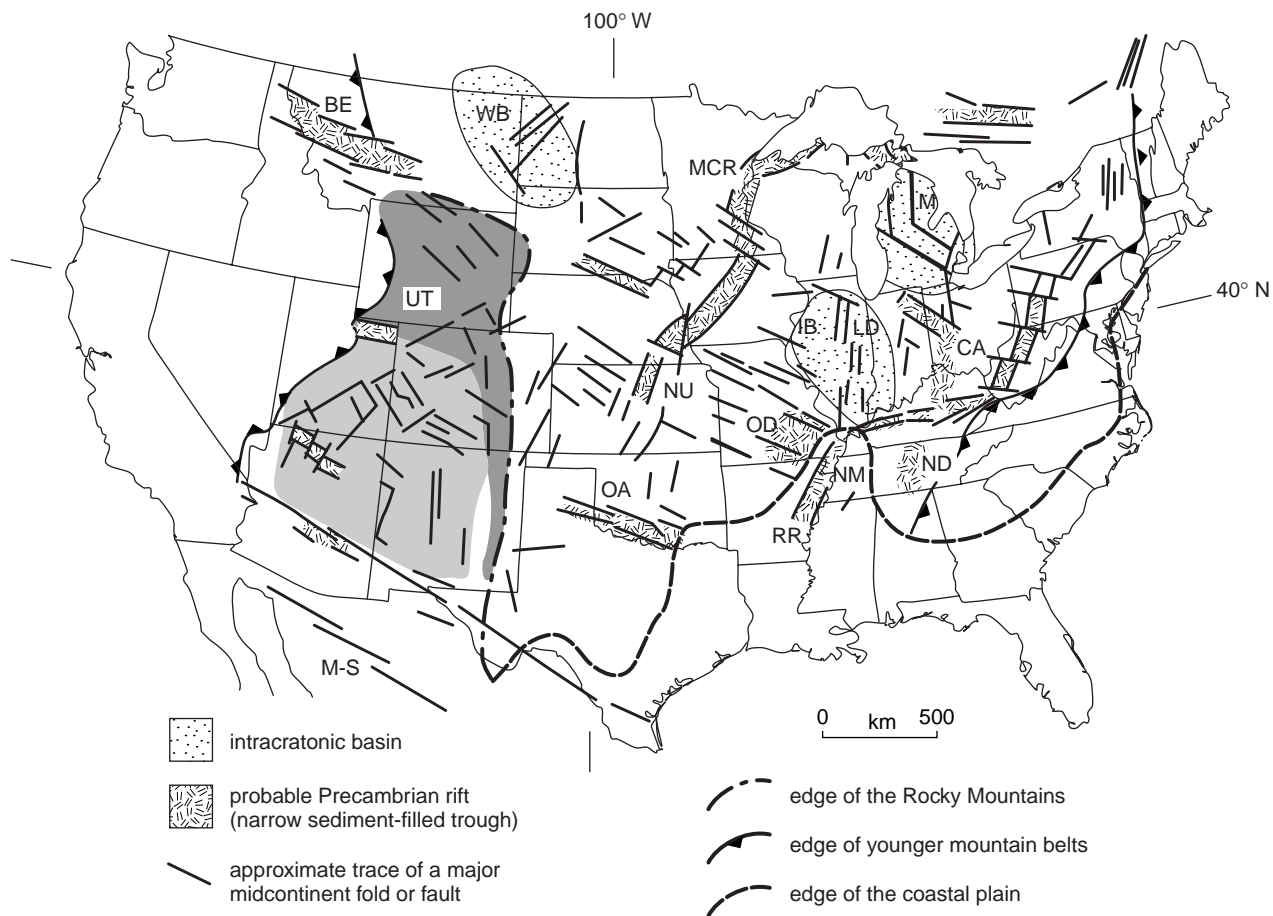 100° W
BE
WB
MCR
M
UT
40° N
IB
LD
CA
NU
OD
ND
NM
OA
RR
M-S
0 km 500
intracratonic basin
probable Precambrian rift
(narrow sediment-filled trough)
approximate trace of a major
midcontinent fold or fault
edge of the Rocky Mountains
edge of younger mountain belts
edge of the coastal plain